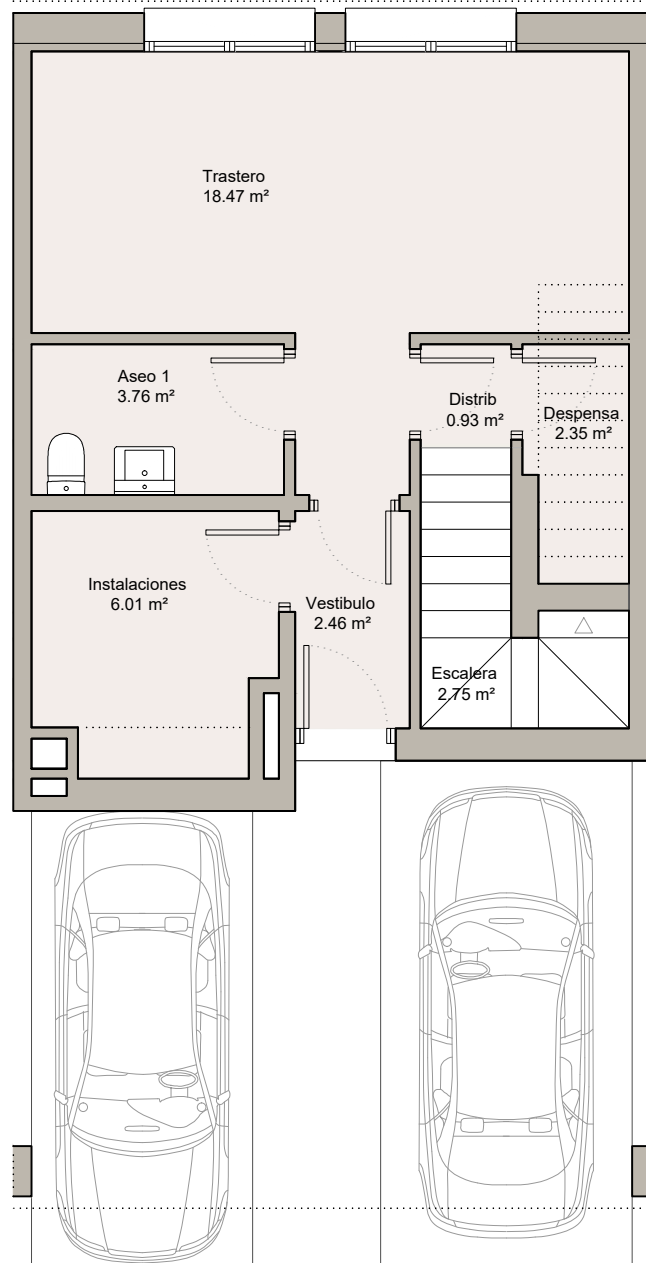 Trastero
18.47 m²
Aseo 1
3.76 m²
Distrib
0.93 m²
Despensa
2.35 m²
Instalaciones
6.01 m²
Vestibulo
2.46 m²
Escalera
2.75 m²